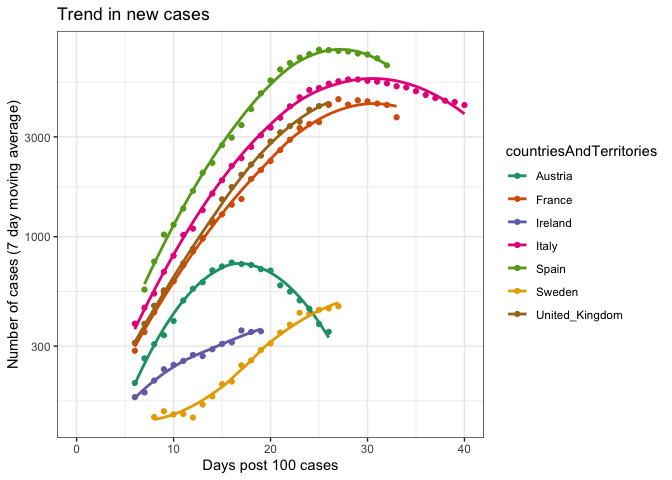 Trend in new cases
Number of cases (7 day moving average)
3000
1000
300
0
10
20
30
40
Days post 100 cases
countriesAndTerritories
Austria
France
Ireland
Italy
Spain
Sweden
United_Kingdom